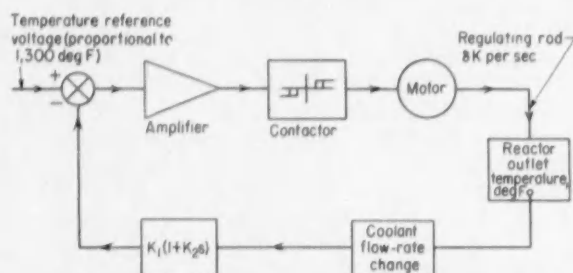 Temperature reference
voltage (proportional to
1,300 deg F)
+
−
Amplifier
Contactor
Motor
Regulating rod
8K per sec
Reactor
outlet
temperature,
deg F
Coolant
flow-rate
change
K₁(1+K₂s)